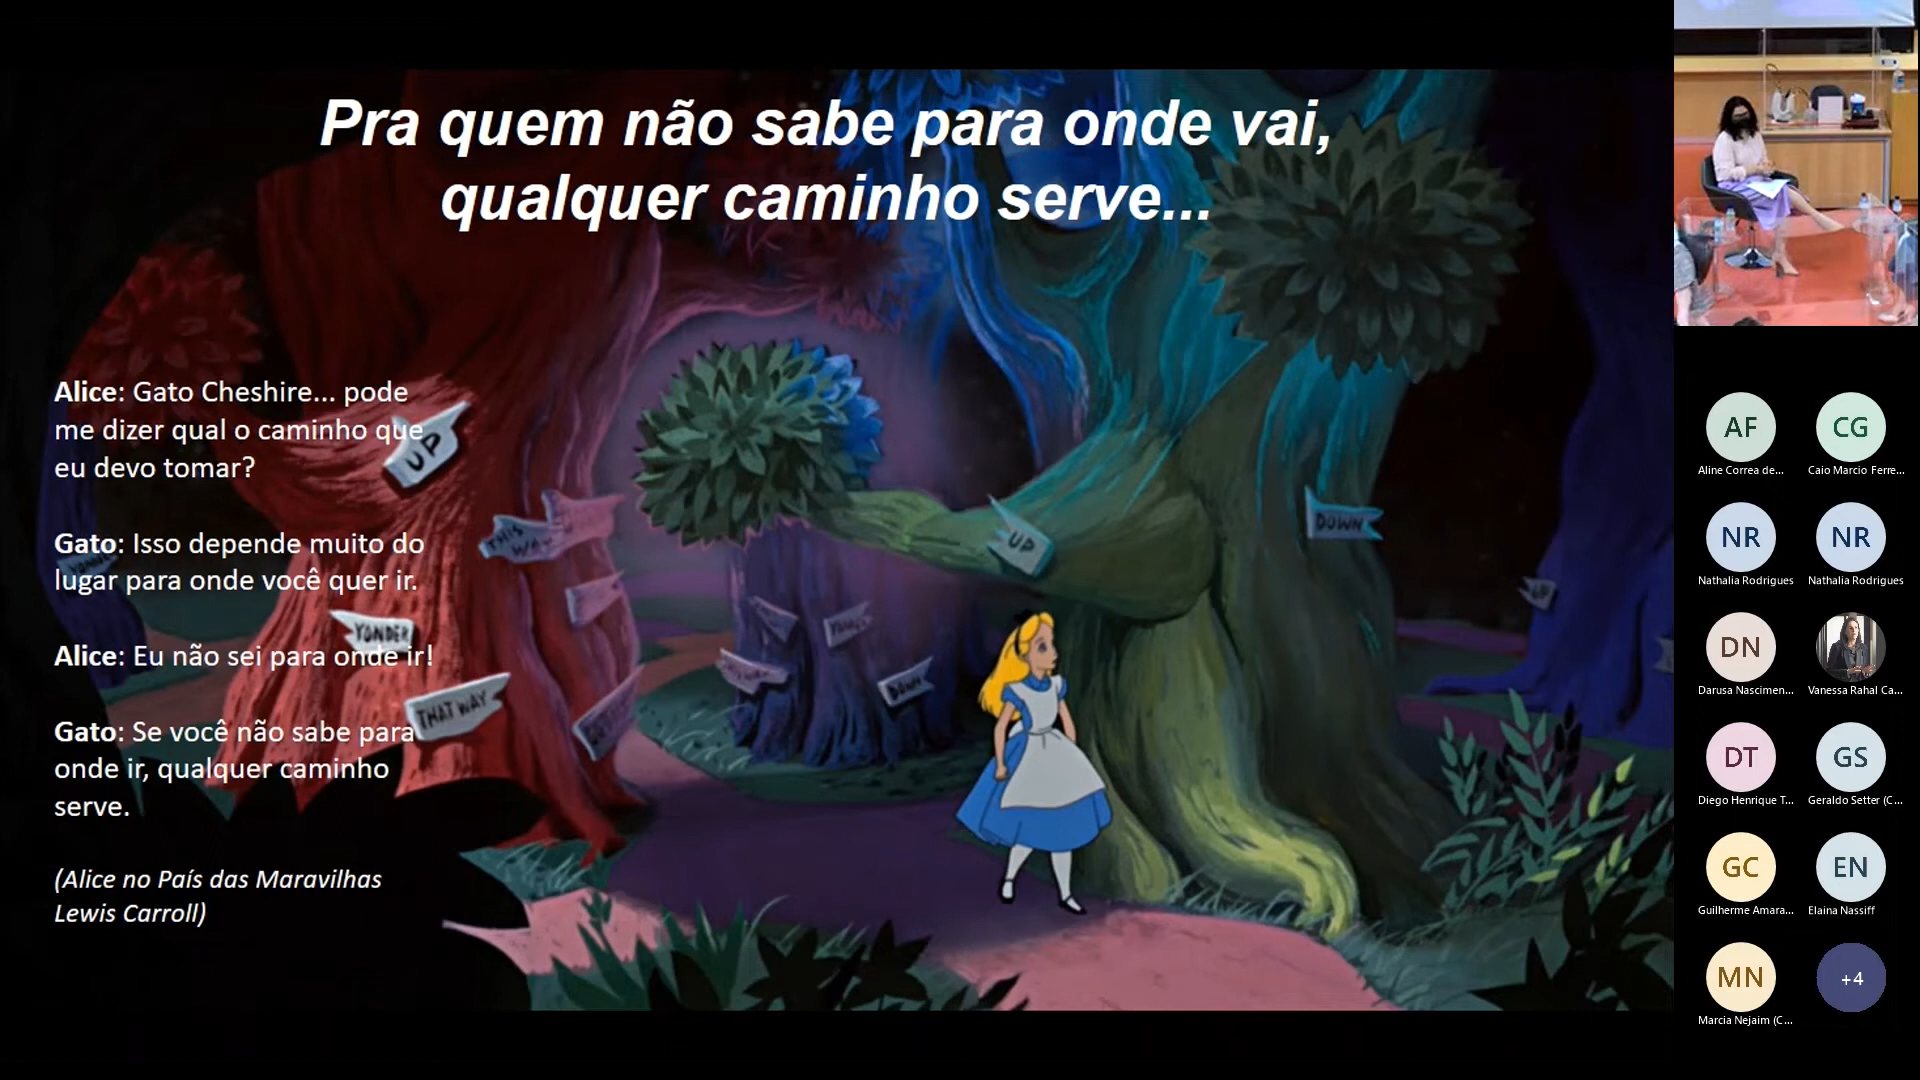 Pra quem não sabe para onde vai,
qualquer caminho serve...
Alice: Gato Cheshire... pode
me dizer qual o caminho que
eu devo tomar?
Gato: Isso depende muito do
lugar para onde você quer ir.
Alice: Eu não sei para onde ir!
Gato: Se você não sabe para
onde ir, qualquer caminho
serve.
(Alice no País das Maravilhas
Lewis Carroll)
UP
THIS
WAY
YONDER
THAT WAY
UP
DOWN
DOWN
UP
AF
CG
Aline Correa de...
Caio Marcio Ferre...
NR
NR
Nathalia Rodrigues
Nathalia Rodrigues
DN
Darusa Nascimen...
Vanessa Rahal Ca...
DT
GS
Diego Henrique T...
Geraldo Setter (C...
GC
EN
Guilherme Amara...
Elaina Nassiff
MN
+4
Marcia Nejaim (C...